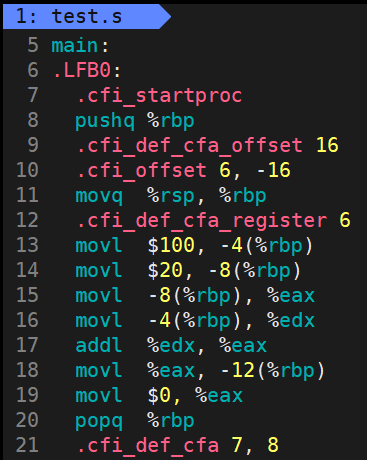 1: test.s
5 main:
6 .LFB0:
7 .cfi_startproc
8 pushq %rbp
9 .cfi_def_cfa_offset 16
10 .cfi_offset 6, -16
11 movq %rsp, %rbp
12 .cfi_def_cfa_register 6
13 movl $100, -4(%rbp)
14 movl $20, -8(%rbp)
15 movl -8(%rbp), %eax
16 movl -4(%rbp), %edx
17 addl %edx, %eax
18 movl %eax, -12(%rbp)
19 movl $0, %eax
20 popq %rbp
21 .cfi_def_cfa 7, 8